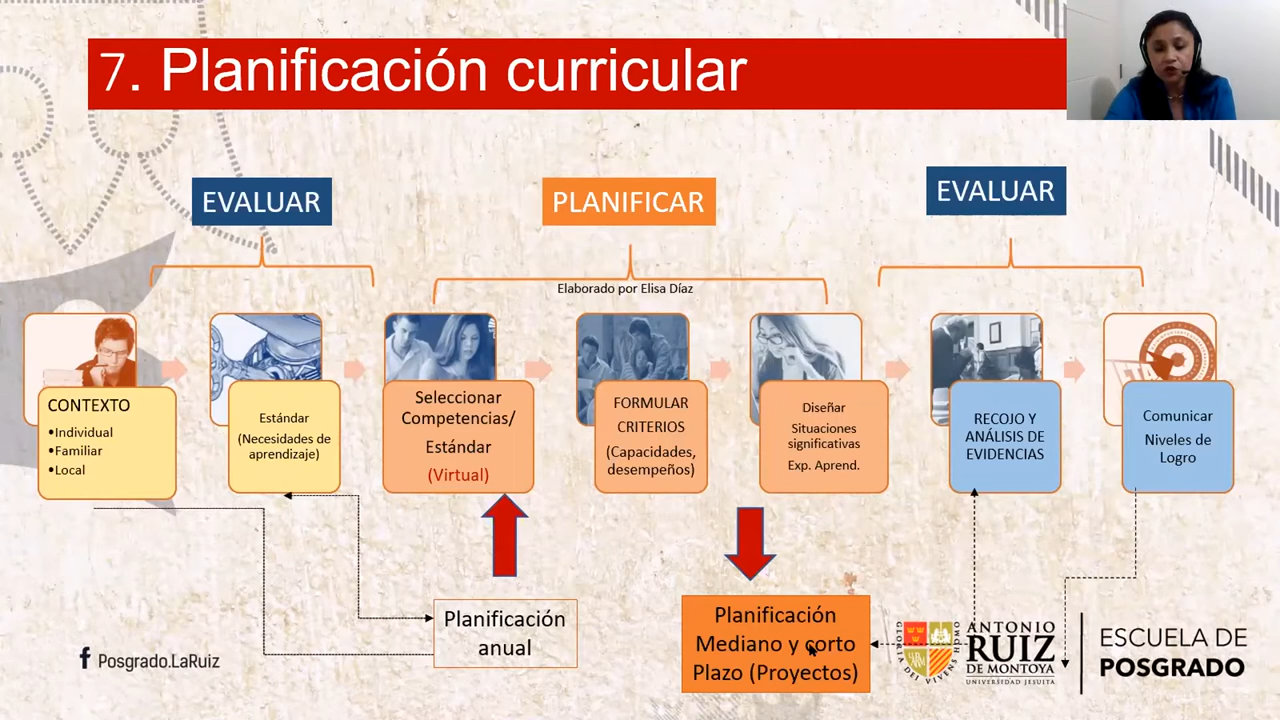 7. Planificación curricular
EVALUAR
PLANIFICAR
EVALUAR
Elaborado por Elisa Díaz
CONTEXTO
•Individual
•Familiar
•Local
Estándar
(Necesidades de
aprendizaje)
Seleccionar
Competencias/
Estándar
(Virtual)
FORMULAR
CRITERIOS
(Capacidades,
desempeños)
Diseñar
Situaciones
significativas
Exp. Aprend.
RECOJO Y
ANÁLISIS DE
EVIDENCIAS
Comunicar
Niveles de
Logro
Planificación
anual
Planificación
Mediano y corto
Plazo (Proyectos)
Posgrado.LaRuiz
ANTONIO
RUIZ
DE MONTOYA
UNIVERSIDAD JESUITA
ESCUELA DE
POSGRADO